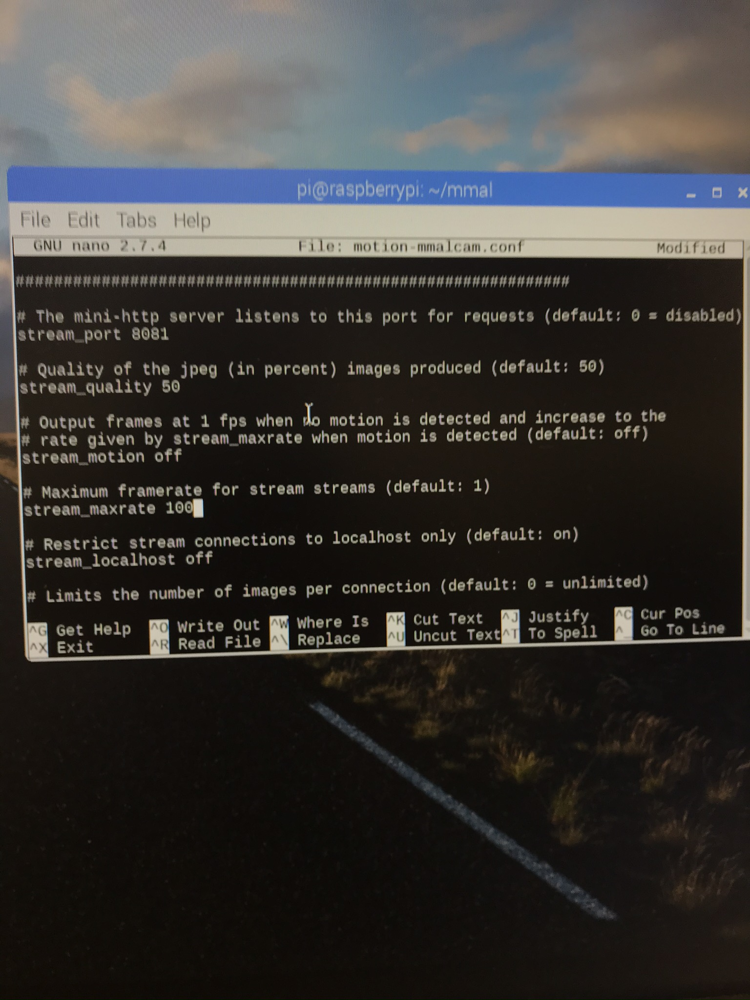 pi@raspberrypi: ~/mmal
File Edit Tabs Help
GNU nano 2.7.4 File: motion-mmalcam.conf Modified
############################################################
# The mini-http server listens to this port for requests (default: 0 = disabled)
stream_port 8081
# Quality of the jpeg (in percent) images produced (default: 50)
stream_quality 50
# Output frames at 1 fps when no motion is detected and increase to the
# rate given by stream_maxrate when motion is detected (default: off)
stream_motion off
# Maximum framerate for stream streams (default: 1)
stream_maxrate 100
# Restrict stream connections to localhost only (default: on)
stream_localhost off
# Limits the number of images per connection (default: 0 = unlimited)
^G Get Help ^O Write Out ^W Where Is ^K Cut Text ^J Justify ^C Cur Pos
^X Exit ^R Read File ^\ Replace ^U Uncut Text ^T To Spell ^_ Go To Line